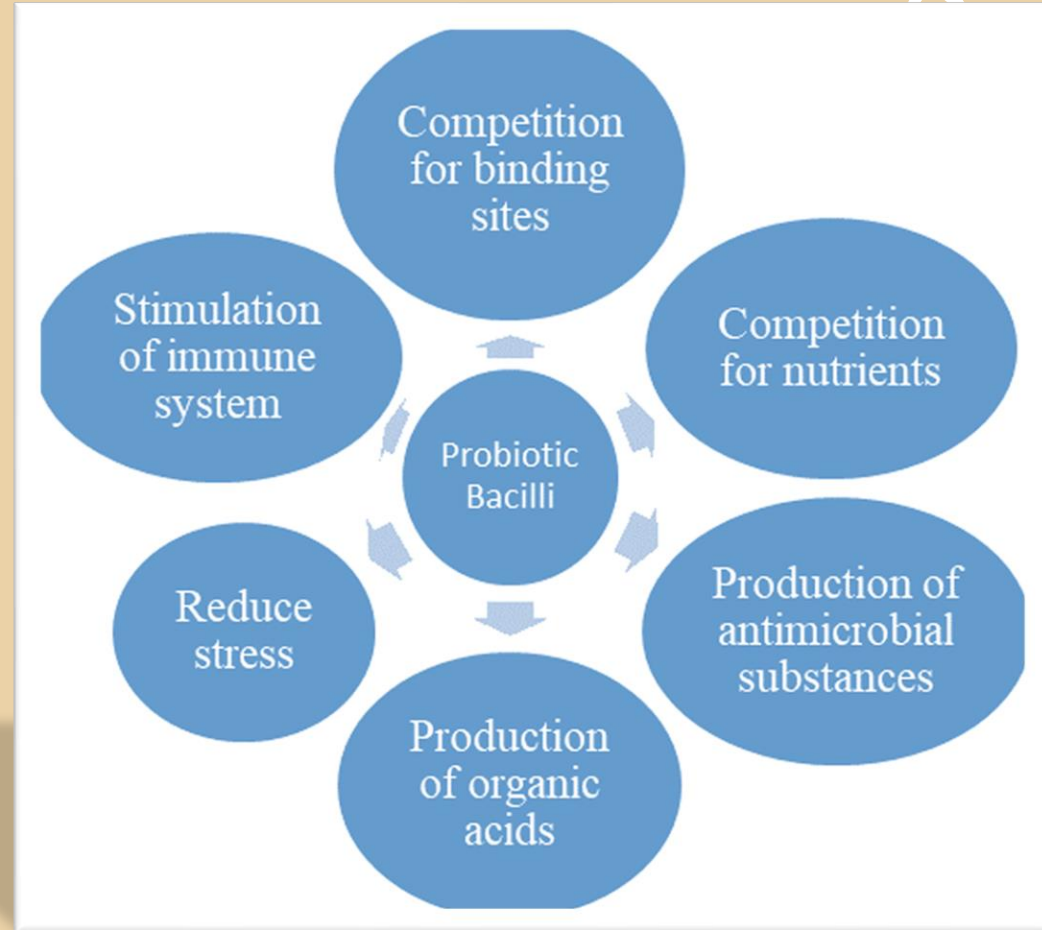 Competition
for binding
sites
Competition
for nutrients
Production of
antimicrobial
substances
Production
of organic
acids
Reduce
stress
Stimulation
of immune
system
Probiotic
Bacilli